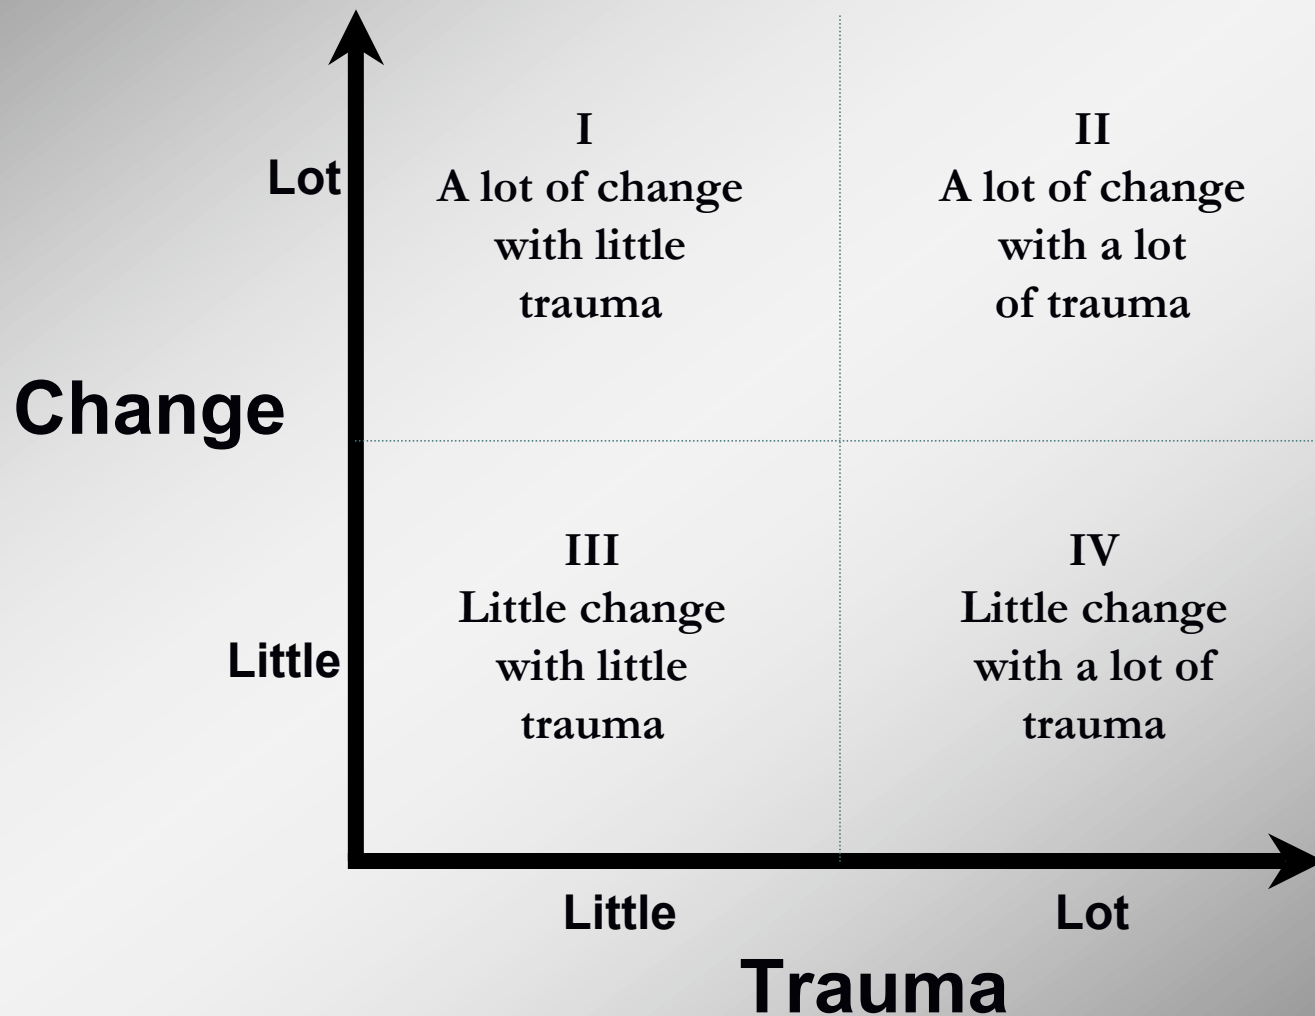 I
A lot of change
with little
trauma
II
A lot of change
with a lot
of trauma
Lot
Change
III
Little change
with little
trauma
IV
Little change
with a lot of
trauma
Little
Little
Lot
Trauma